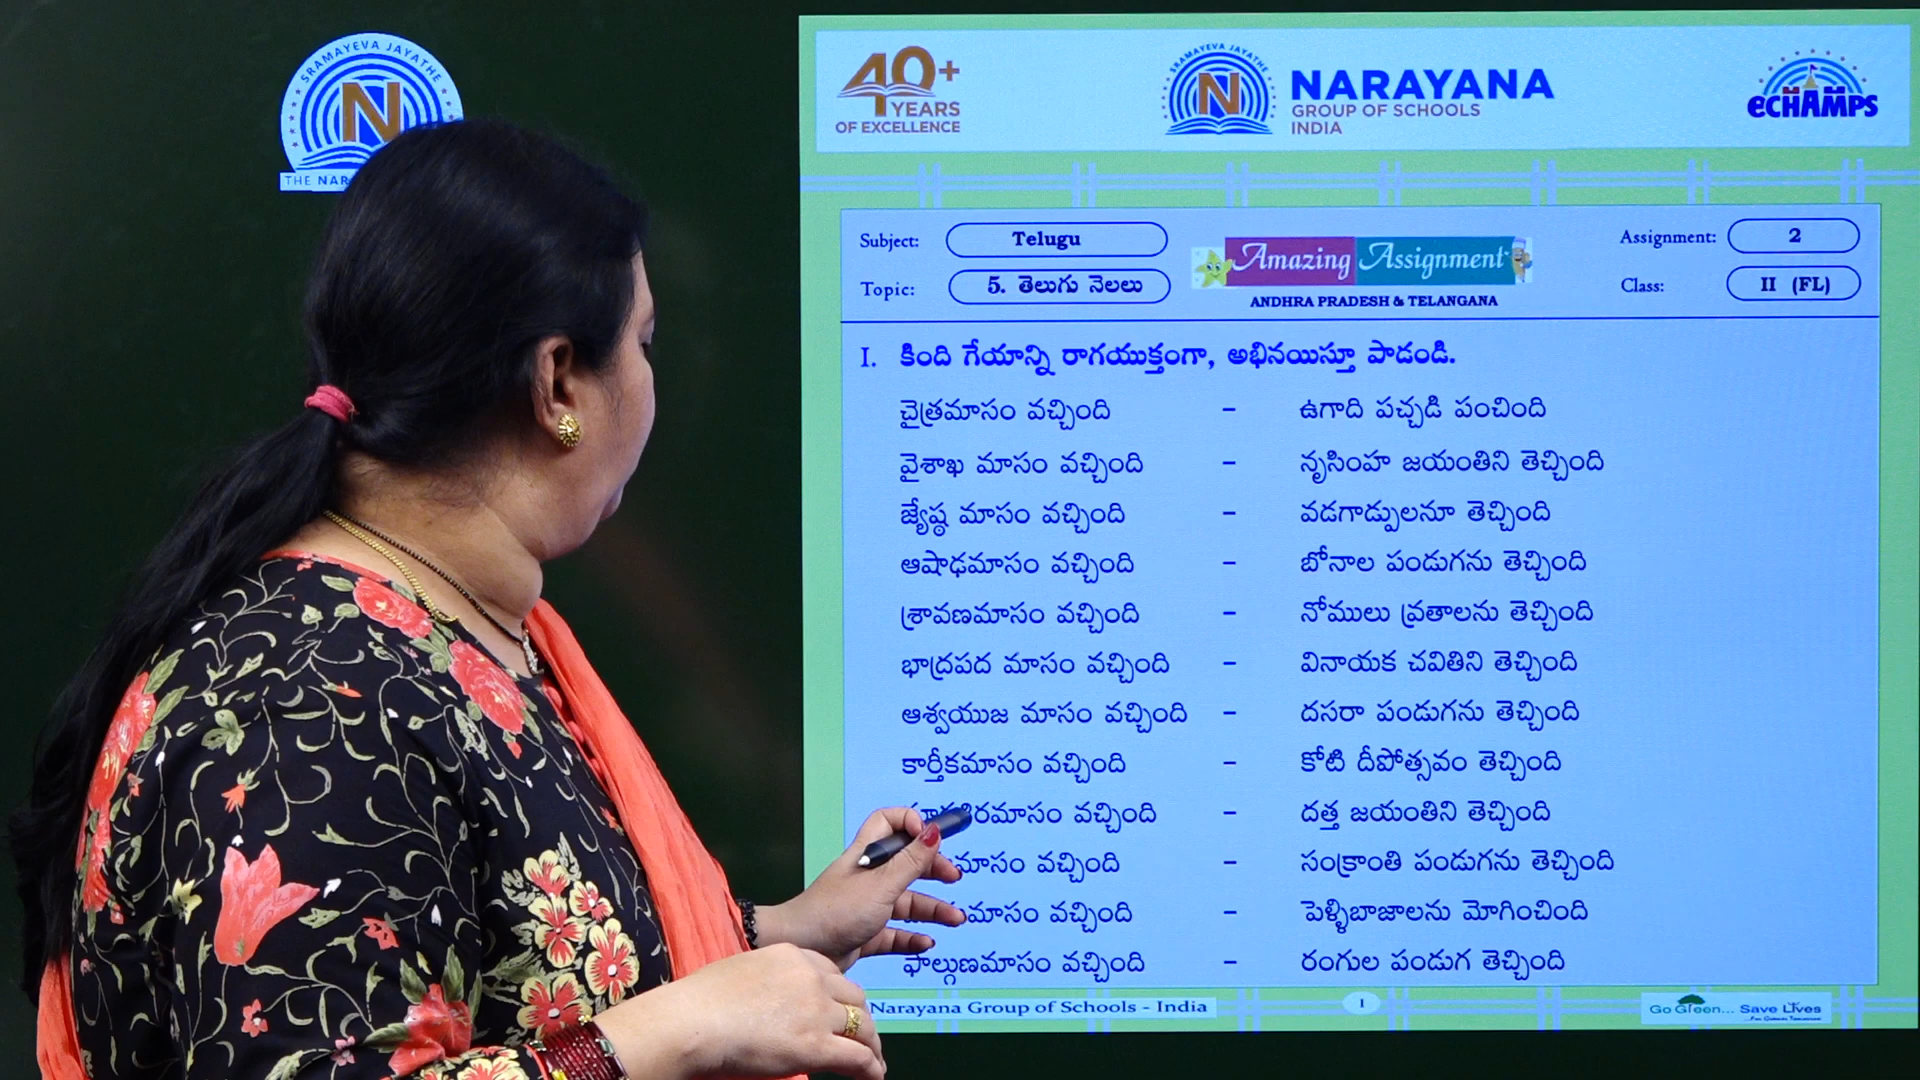 SRAMAYEVA JAYATHE
N
THE NAR
40+
YEARS
OF EXCELLENCE
SRAMAYEVA JAYATHE
N
NARAYANA
GROUP OF SCHOOLS
INDIA
eCHAMPS
Subject: Telugu
Topic: 5. తెలుగు నెలలు
Amazing Assignment
ANDHRA PRADESH & TELANGANA
Assignment: 2
Class: II (FL)
I. కింది గేయాన్ని రాగయుక్తంగా, అభినయిస్తూ పాడండి.
చైత్రమాసం వచ్చింది – ఉగాది పచ్చడి పంచింది
వైశాఖ మాసం వచ్చింది – నృసింహ జయంతిని తెచ్చింది
జ్యేష్ఠ మాసం వచ్చింది – వడగాడ్పులనూ తెచ్చింది
ఆషాఢమాసం వచ్చింది – బోనాల పండుగను తెచ్చింది
శ్రావణమాసం వచ్చింది – నోములు వ్రతాలను తెచ్చింది
భాద్రపద మాసం వచ్చింది – వినాయక చవితిని తెచ్చింది
ఆశ్వయుజ మాసం వచ్చింది – దసరా పండుగను తెచ్చింది
కార్తీకమాసం వచ్చింది – కోటి దీపోత్సవం తెచ్చింది
వచ్చింది – దత్త జయంతిని తెచ్చింది
వచ్చింది – సంక్రాంతి పండుగను తెచ్చింది
వచ్చింది – పెళ్ళిబాజాలను మోగించింది
ఫాల్గుణమాసం వచ్చింది – రంగుల పండుగ తెచ్చింది
Narayana Group of Schools - India
1
Go Green... Save Lives